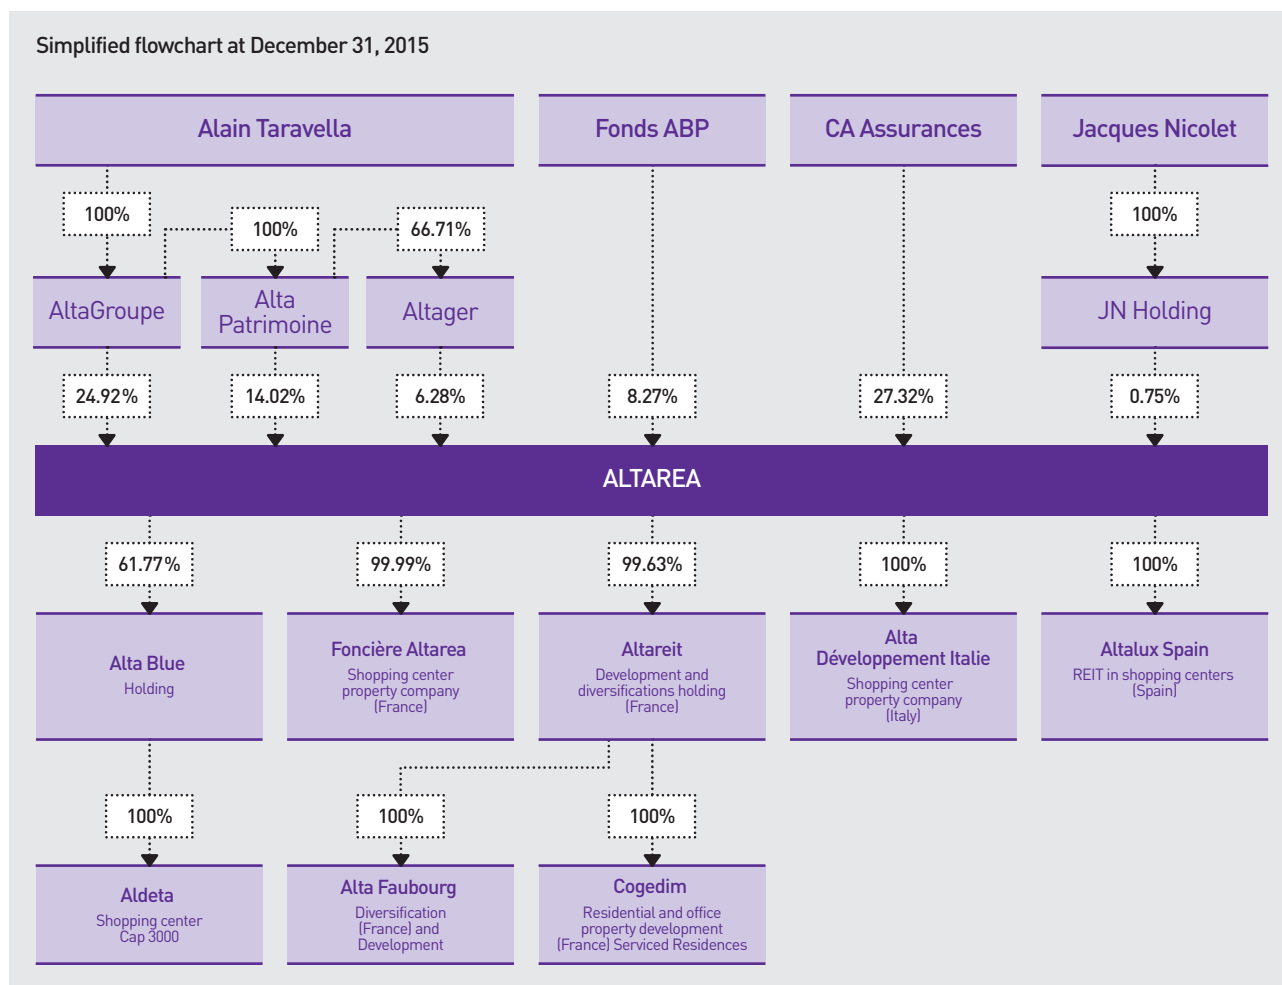 Simplified flowchart at December 31, 2015
Alain Taravella
Fonds ABP
CA Assurances
Jacques Nicolet
100%
100%
66.71%
100%
AltaGroupe
Alta
Patrimoine
Altager
JN Holding
24.92%
14.02%
6.28%
8.27%
27.32%
0.75%
ALTAREA
61.77%
99.99%
99.63%
100%
100%
Alta Blue
Holding
Foncière Altarea
Shopping center
property company
(France)
Altareit
Development and
diversifications holding
(France)
Alta
Développement Italie
Shopping center
property company
(Italy)
Altalux Spain
REIT in shopping centers
(Spain)
100%
100%
100%
Aldeta
Shopping center
Cap 3000
Alta Faubourg
Diversification
(France) and
Development
Cogedim
Residential and office
property development
(France) Serviced Residences